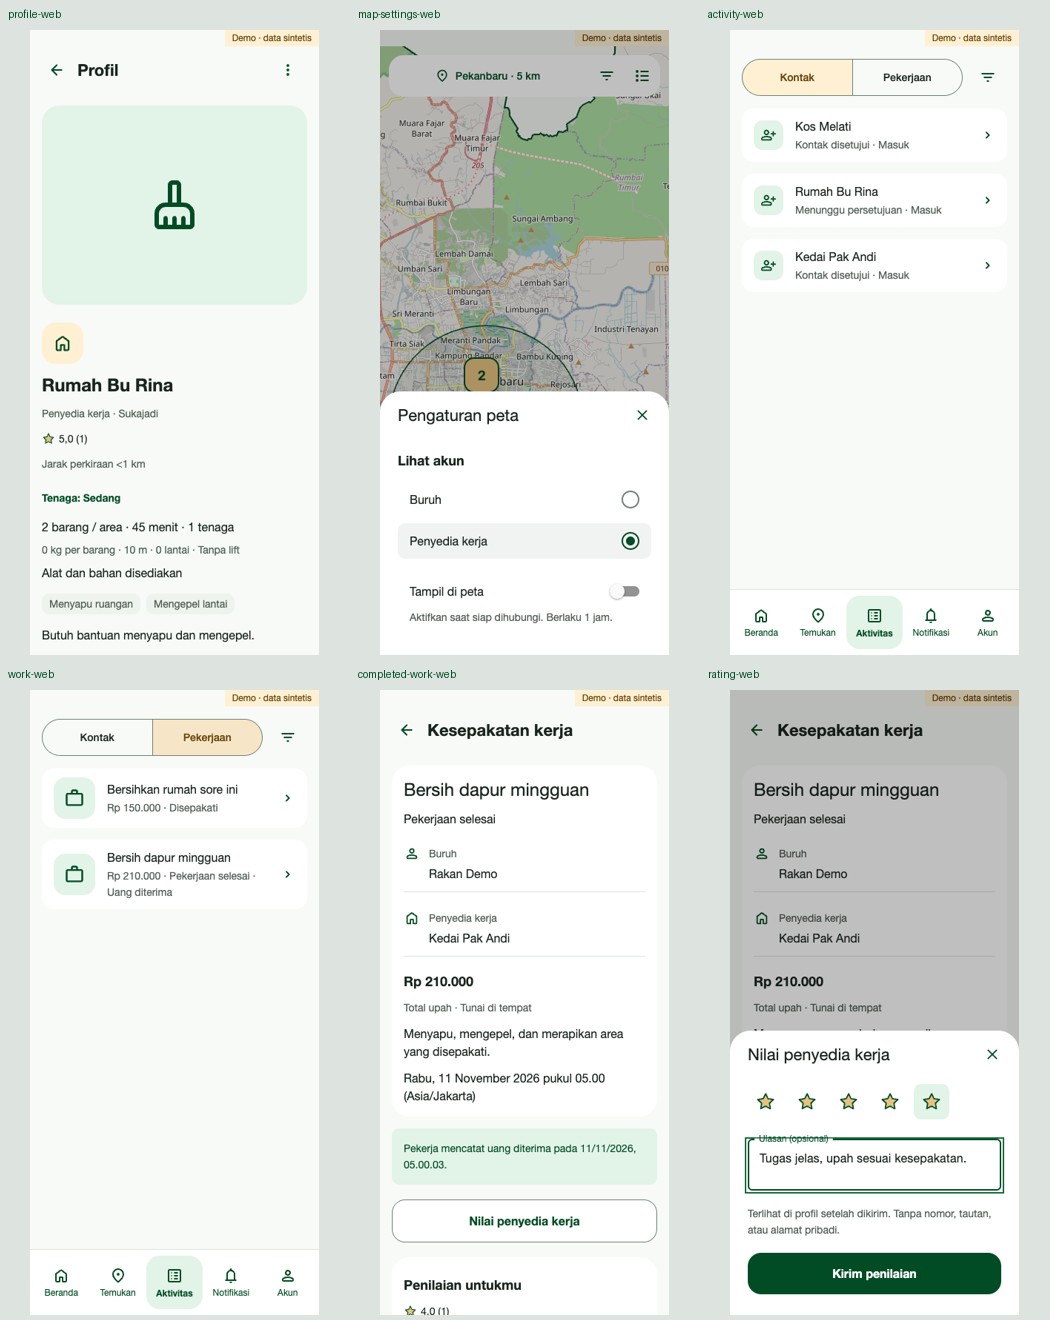 profile-web
Demo · data sintetis
Profil
Rumah Bu Rina
Penyedia kerja · Sukajadi
5,0 (1)
Jarak perkiraan <1 km
Tenaga: Sedang
2 barang / area · 45 menit · 1 tenaga
0 kg per barang · 10 m · 0 lantai · Tanpa lift
Alat dan bahan disediakan
Menyapu ruangan
Mengepel lantai
Butuh bantuan menyapu dan mengepel.
map-settings-web
Demo · data sintetis
Pekanbaru · 5 km
Muara Fajar
Barat
Muara Fajar
Timur
205
Rumbai
Timur
Rumbai Bukit
Sungai Ambang
Lembah Damai
Umban Sari
010
Lembah Sari
Limbungan
Baru
Limbungan
Sri Meranti
Industri Tenayan
Tirta Siak
Meranti Pandak
Kampung Bandar
Bambu Kuning
2
baru
Rejosari
Pengaturan peta
Lihat akun
Buruh
Penyedia kerja
Tampil di peta
Aktifkan saat siap dihubungi. Berlaku 1 jam.
activity-web
Demo · data sintetis
Kontak
Pekerjaan
Kos Melati
Kontak disetujui · Masuk
Rumah Bu Rina
Menunggu persetujuan · Masuk
Kedai Pak Andi
Kontak disetujui · Masuk
Beranda
Temukan
Aktivitas
Notifikasi
Akun
work-web
Demo · data sintetis
Kontak
Pekerjaan
Bersihkan rumah sore ini
Rp 150.000 · Disepakati
Bersih dapur mingguan
Rp 210.000 · Pekerjaan selesai ·
Uang diterima
Beranda
Temukan
Aktivitas
Notifikasi
Akun
completed-work-web
Demo · data sintetis
Kesepakatan kerja
Bersih dapur mingguan
Pekerjaan selesai
Buruh
Rakan Demo
Penyedia kerja
Kedai Pak Andi
Rp 210.000
Total upah · Tunai di tempat
Menyapu, mengepel, dan merapikan area
yang disepakati.
Rabu, 11 November 2026 pukul 05.00
(Asia/Jakarta)
Pekerja mencatat uang diterima pada 11/11/2026,
05.00.03.
Nilai penyedia kerja
Penilaian untukmu
4,0 (1)
rating-web
Demo · data sintetis
Kesepakatan kerja
Bersih dapur mingguan
Pekerjaan selesai
Buruh
Rakan Demo
Penyedia kerja
Kedai Pak Andi
Rp 210.000
Total upah · Tunai di tempat
Nilai penyedia kerja
Ulasan (opsional)
Tugas jelas, upah sesuai kesepakatan.
Terlihat di profil setelah dikirim. Tanpa nomor, tautan,
atau alamat pribadi.
Kirim penilaian